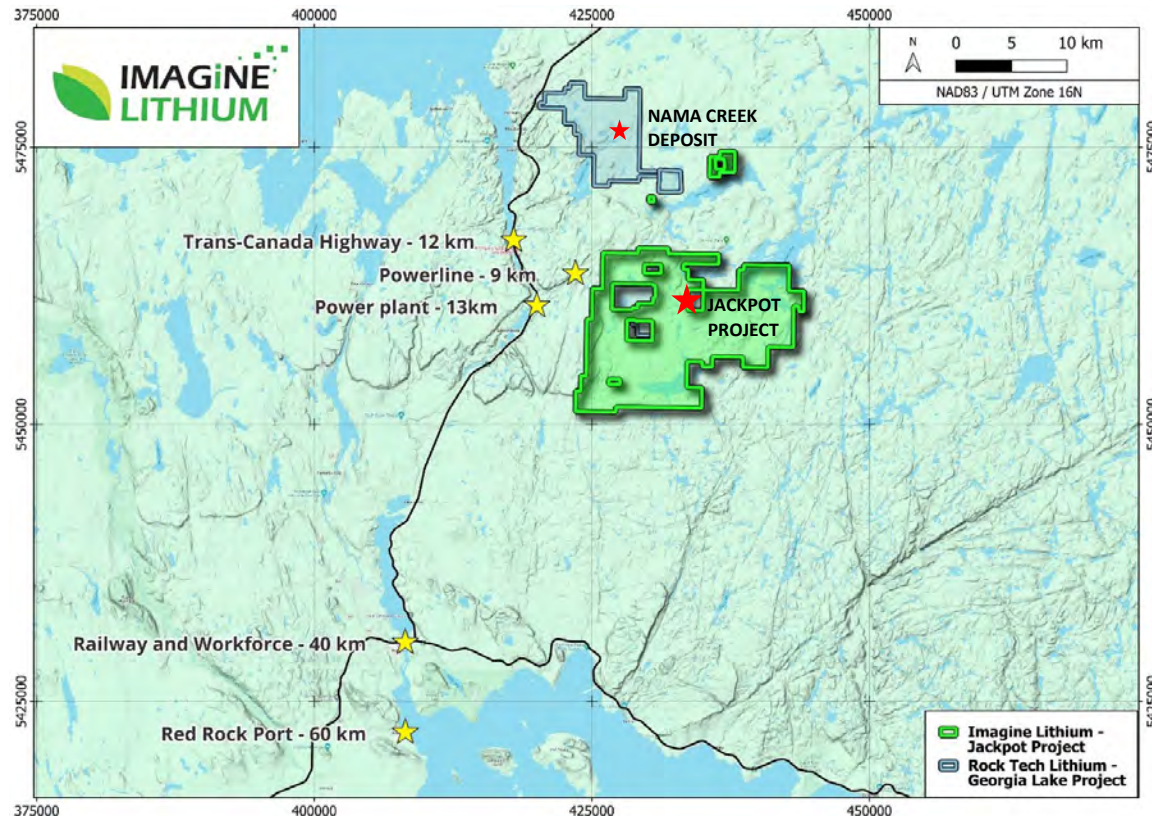 375000
400000
425000
450000
IMAGiNE
LITHIUM
N
0 5 10 km
NAD83 / UTM Zone 16N
NAMA CREEK
DEPOSIT
5475000
5475000
Trans-Canada Highway - 12 km
Powerline - 9 km
Power plant - 13km
JACKPOT
PROJECT
5450000
5450000
Railway and Workforce - 40 km
5425000
5425000
Red Rock Port - 60 km
Imagine Lithium -
Jackpot Project
Rock Tech Lithium -
Georgia Lake Project
375000
400000
425000
450000